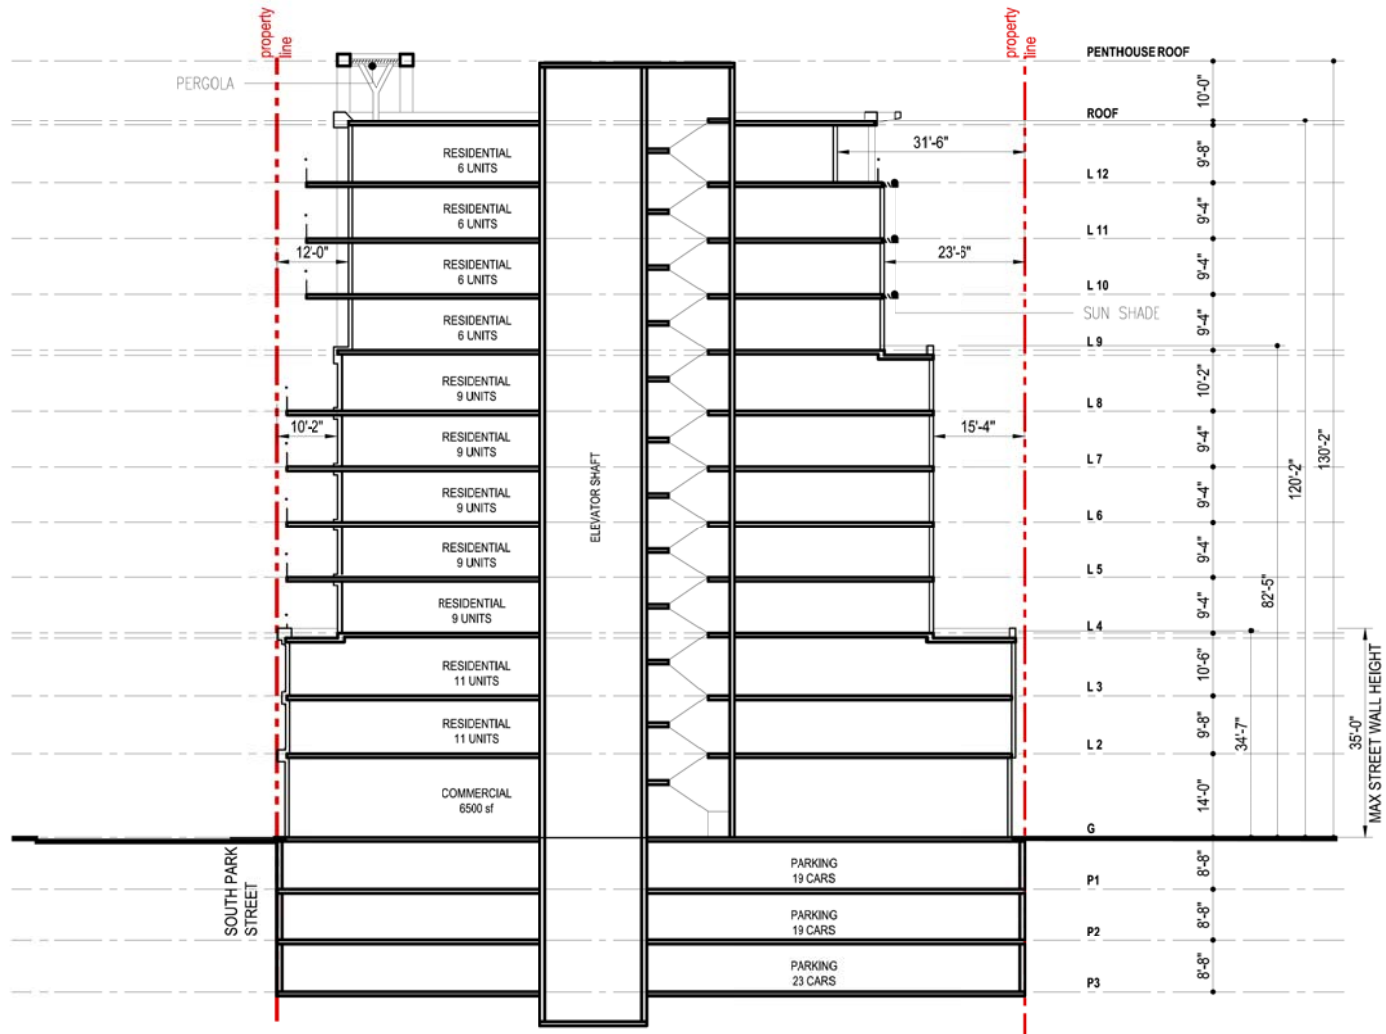 property
line
property
line
PENTHOUSE ROOF
PERGOLA
10'-0"
ROOF
31'-6"
RESIDENTIAL
6 UNITS
9'-8"
L 12
RESIDENTIAL
6 UNITS
9'-4"
L 11
12'-0"
23'-6"
RESIDENTIAL
6 UNITS
9'-4"
L 10
SUN SHADE
RESIDENTIAL
6 UNITS
9'-4"
L 9
RESIDENTIAL
9 UNITS
10'-2"
L 8
10'-2"
15'-4"
RESIDENTIAL
9 UNITS
9'-4"
L 7
130'-2"
120'-2"
ELEVATOR SHAFT
RESIDENTIAL
9 UNITS
9'-4"
L 6
RESIDENTIAL
9 UNITS
9'-4"
L 5
82'-5"
RESIDENTIAL
9 UNITS
9'-4"
L 4
RESIDENTIAL
11 UNITS
10'-6"
L 3
RESIDENTIAL
11 UNITS
9'-8"
34'-7"
35'-0"
MAX STREET WALL HEIGHT
L 2
COMMERCIAL
6500 sf
14'-0"
G
SOUTH PARK
STREET
PARKING
19 CARS
8'-8"
P1
PARKING
19 CARS
8'-8"
P2
PARKING
23 CARS
8'-8"
P3